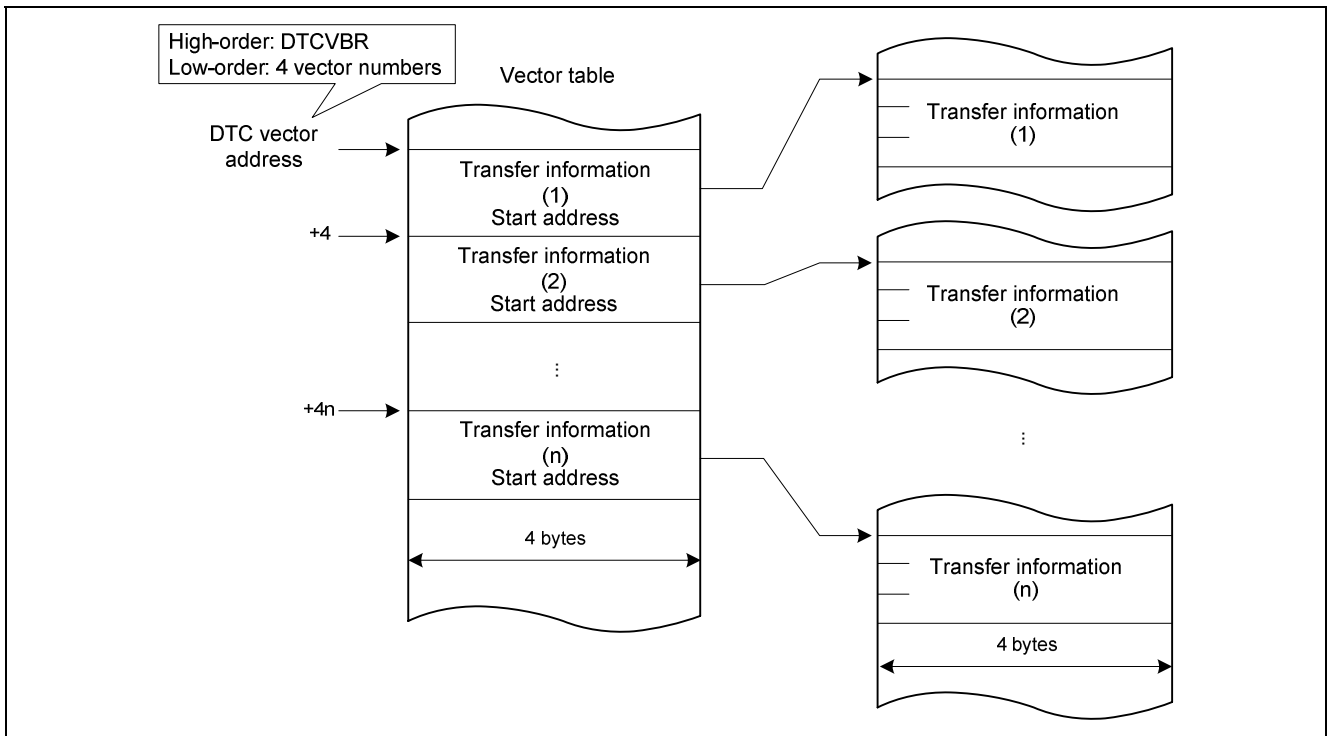 High-order: DTCVBR
Low-order: 4 vector numbers
Vector table
DTC vector
address
Transfer information
(1)
Start address
+4
Transfer information
(2)
Start address
⋮
+4n
Transfer information
(n)
Start address
4 bytes
Transfer information
(1)
Transfer information
(2)
⋮
Transfer information
(n)
4 bytes